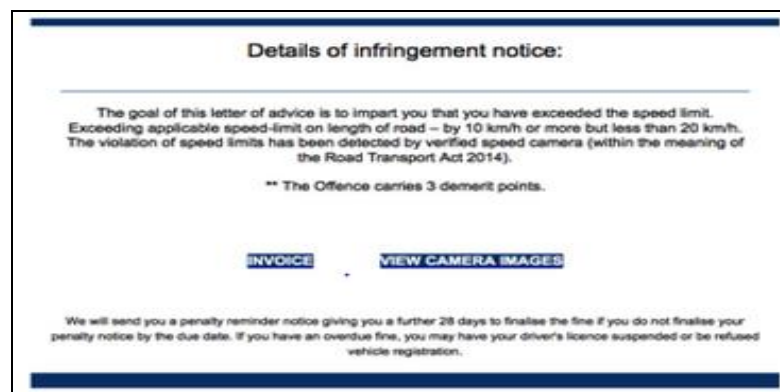 Details of infringement notice:
The goal of this letter of advice is to impart you that you have exceeded the speed limit.
Exceeding applicable speed-limit on length of road – by 10 km/h or more but less than 20 km/h.
The violation of speed limits has been detected by verified speed camera (within the meaning of
the Road Transport Act 2014).
** The Offence carries 3 demerit points.
INVOICE VIEW CAMERA IMAGES
We will send you a penalty reminder notice giving you a further 28 days to finalise the fine if you do not finalise your
penalty notice by the due date. If you have an overdue fine, you may have your driver's licence suspended or be refused
vehicle registration.